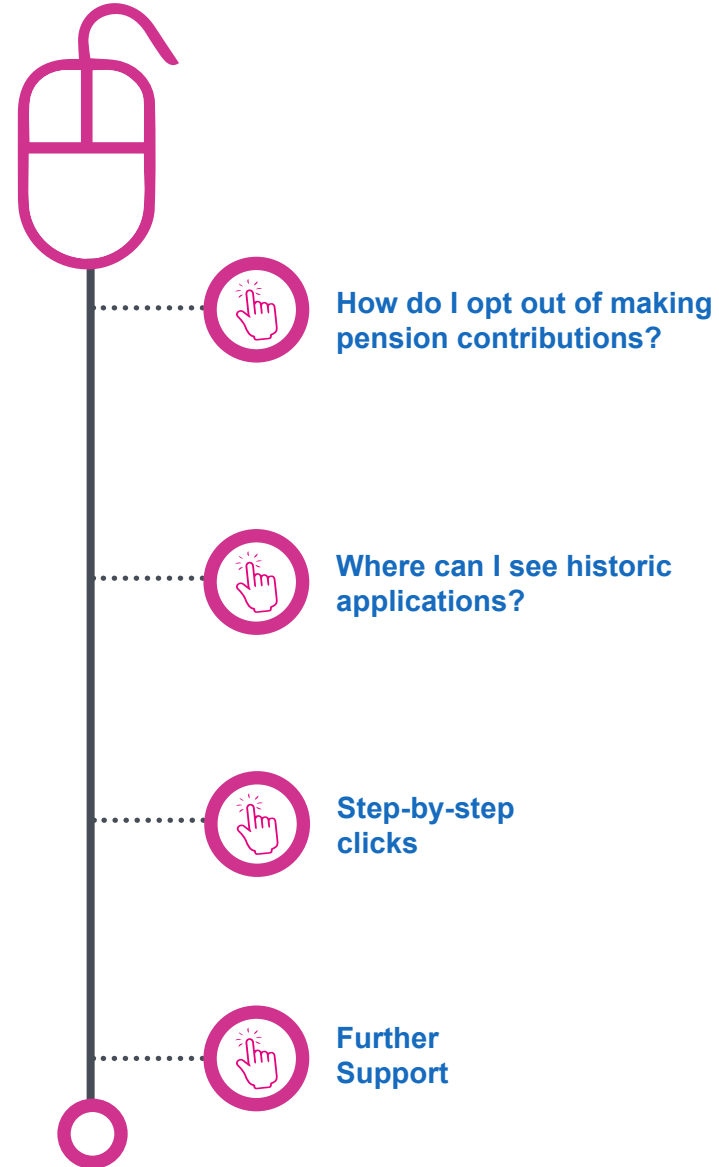 How do I opt out of making
pension contributions?
Where can I see historic
applications?
Step-by-step
clicks
Further
Support